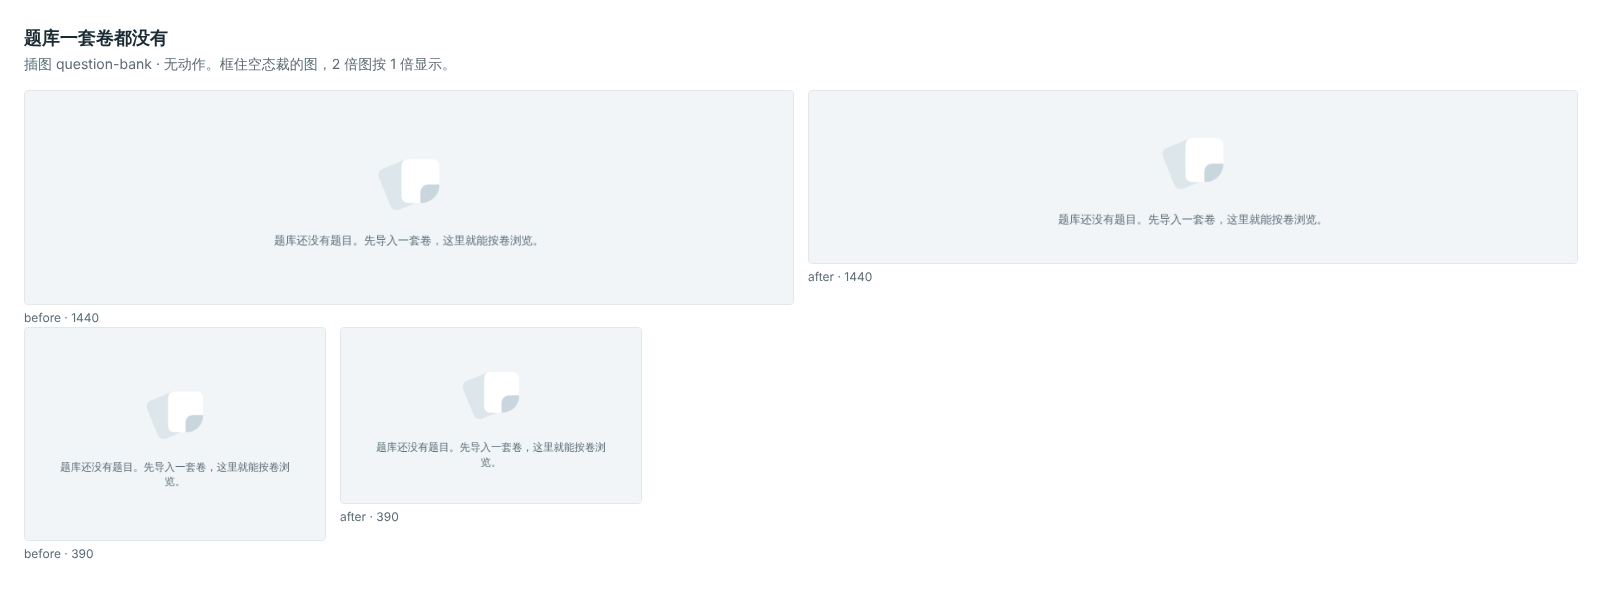 题库一套卷都没有
插图 question-bank · 无动作。框住空态裁的图，2 倍图按 1 倍显示。
题库还没有题目。先导入一套卷，这里就能按卷浏览。
题库还没有题目。先导入一套卷，这里就能按卷浏览。
after · 1440
before · 1440
题库还没有题目。先导入一套卷，这里就能按卷浏
览。
题库还没有题目。先导入一套卷，这里就能按卷浏
览。
after · 390
before · 390